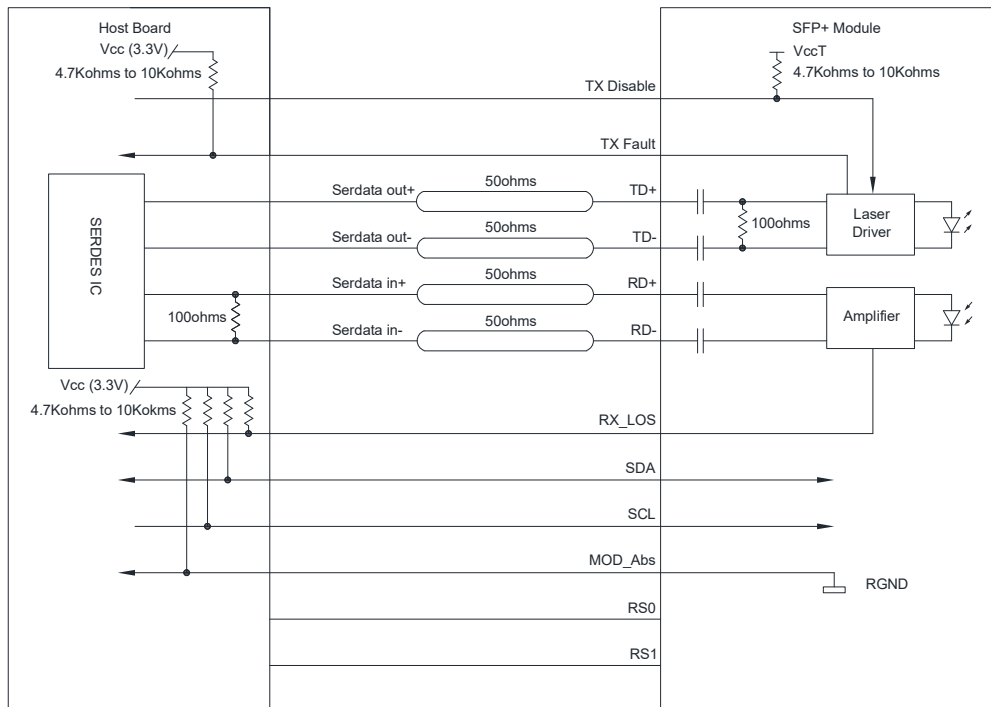 Host Board
Vcc (3.3V)
4.7Kohms to 10Kohms
SFP+ Module
VccT
4.7Kohms to 10Kohms
TX Disable
TX Fault
SERDES IC
Serdata out+
50ohms
TD+
100ohms
Laser
Driver
Serdata out-
50ohms
TD-
Serdata in+
50ohms
RD+
100ohms
Amplifier
Serdata in-
50ohms
RD-
Vcc (3.3V)
4.7Kohms to 10Kokms
RX_LOS
SDA
SCL
MOD_Abs
RGND
RS0
RS1